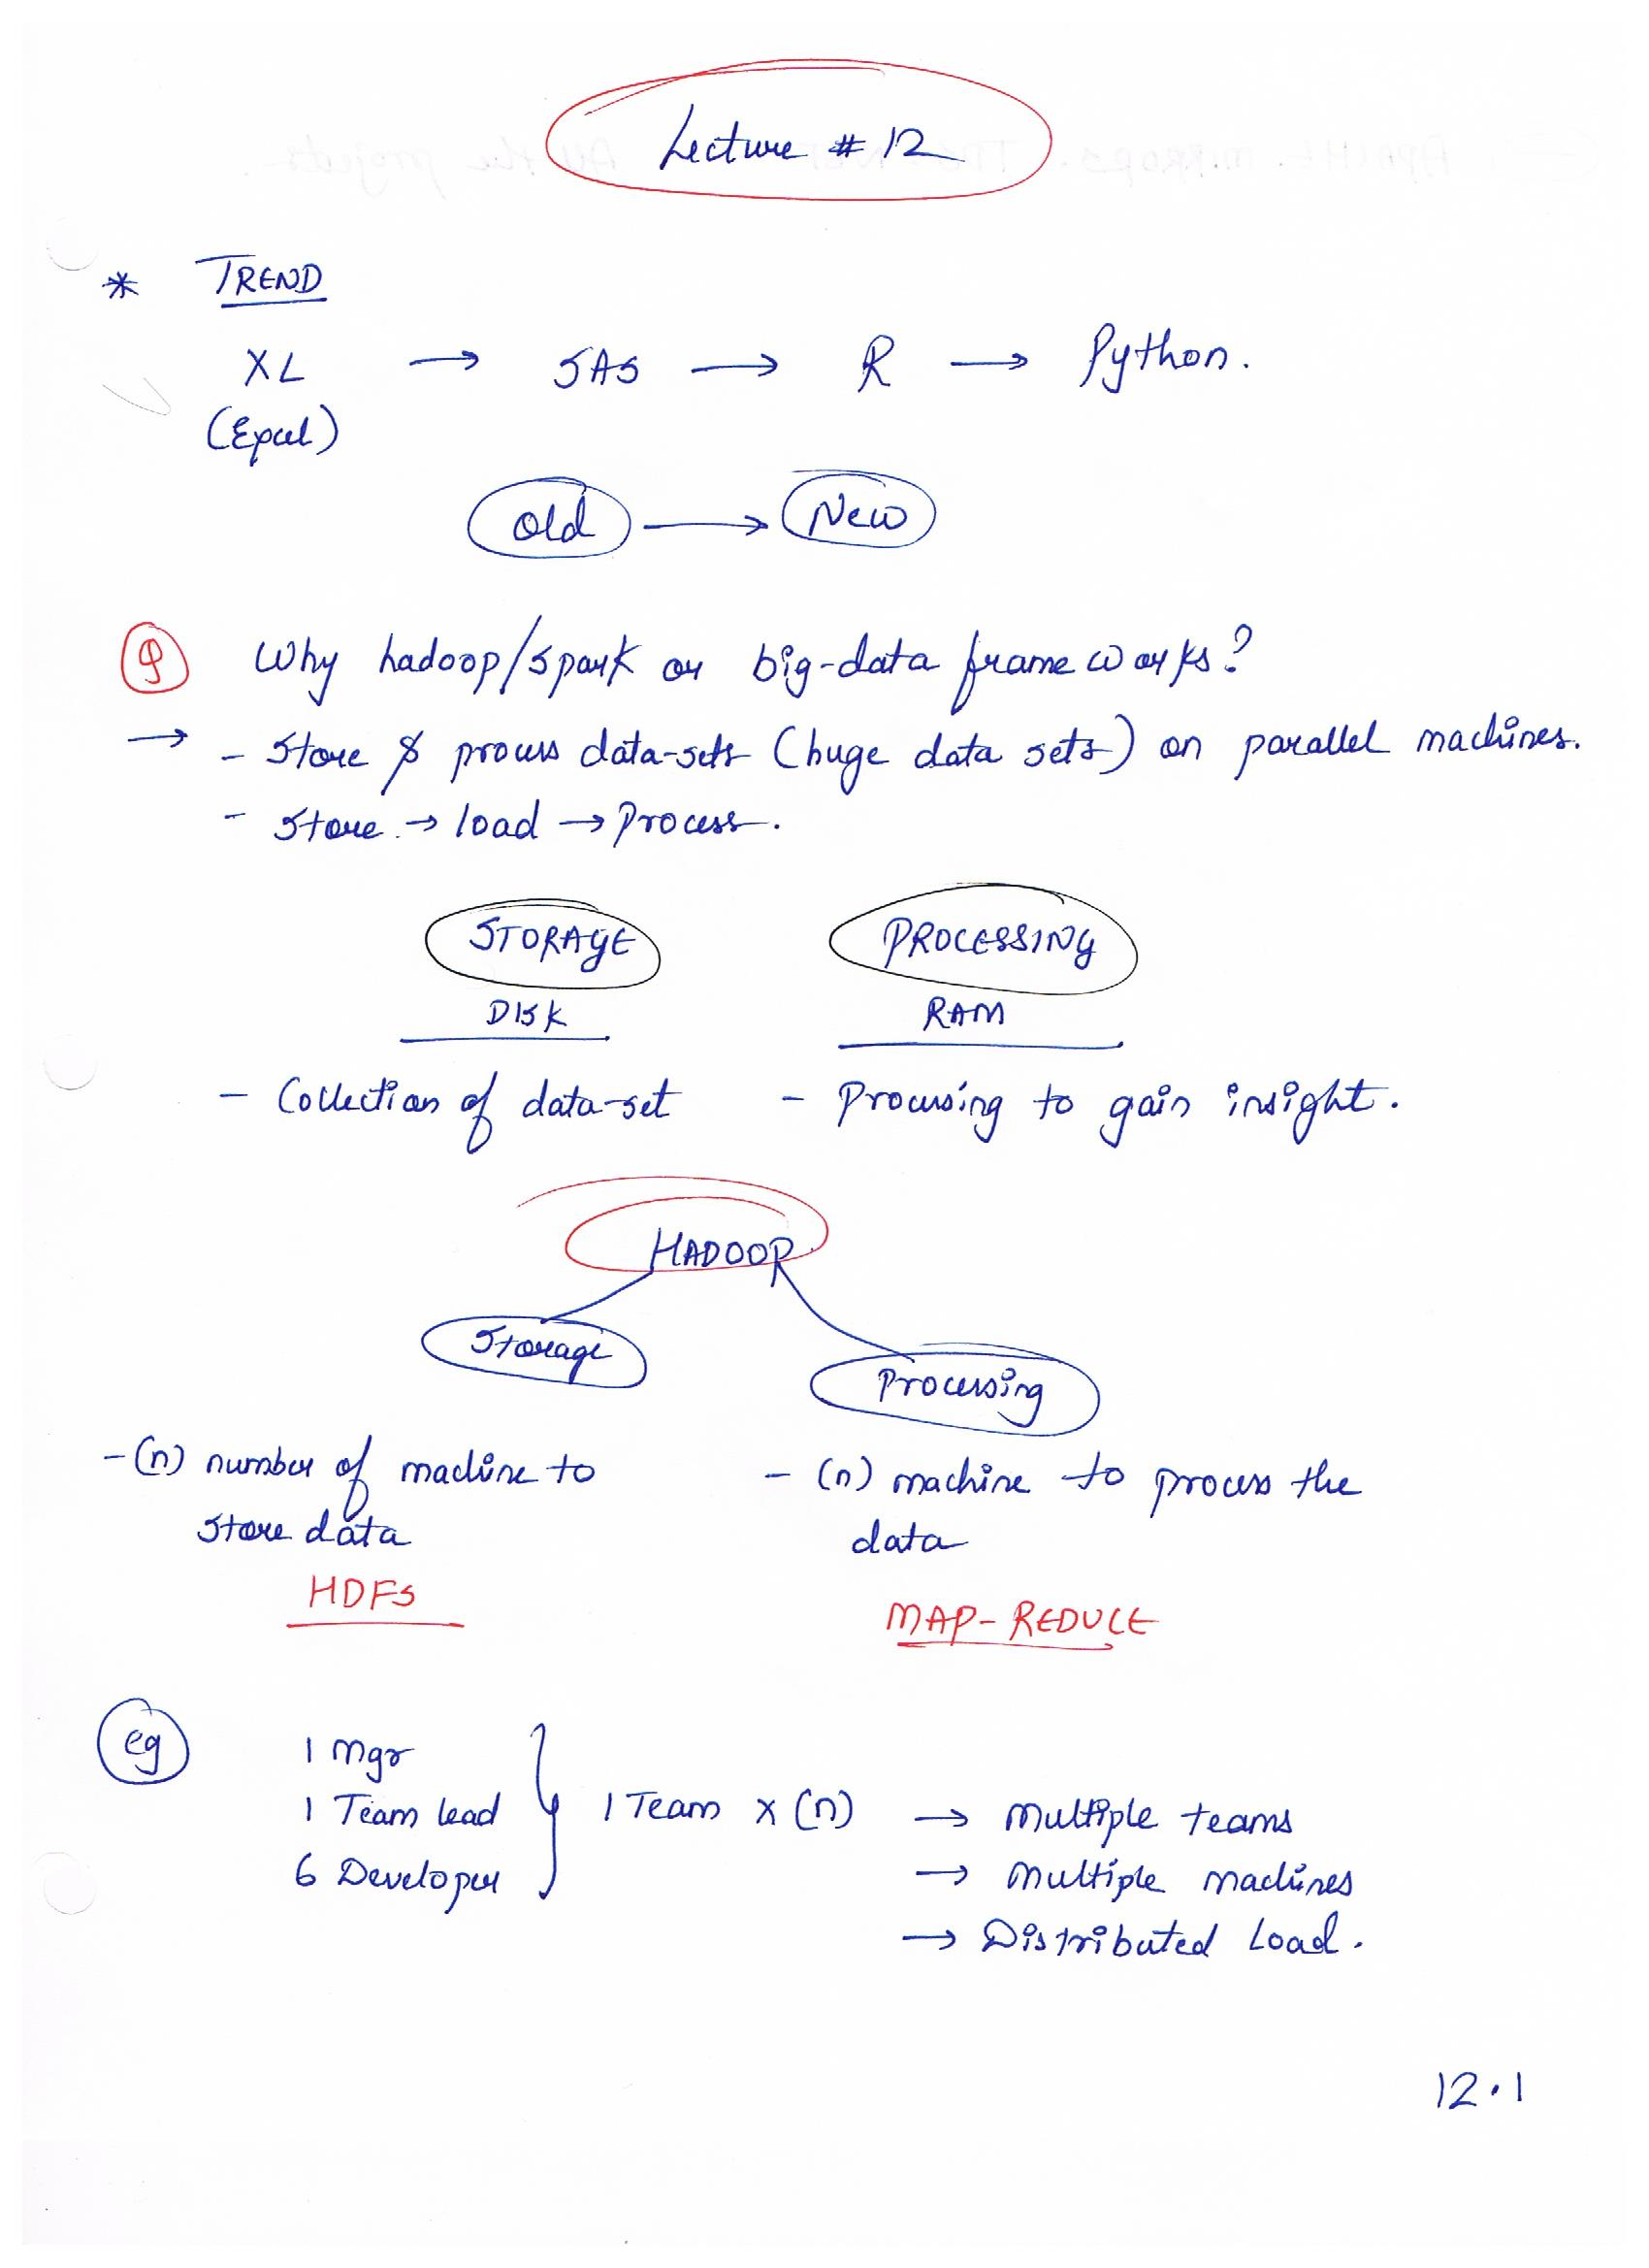 Lecture # 12
* TREND
XL → SAS → R → Python.
(Excel)
Old → New
Q Why hadoop/spark or big-data frameworks?
→ - Store & process data-sets (huge data sets) on parallel machines.
- Store → load → Process.
STORAGE PROCESSING
DISK RAM
- Collection of data-set - Processing to gain insight.
HADOOP
Storage Processing
- (n) number of machine to - (n) machine to process the
store data data
HDFS MAP-REDUCE
eg 1 Mgr
1 Team lead } 1 Team x (n) → Multiple teams
6 Developer → Multiple machines
→ Distributed Load.
12.1